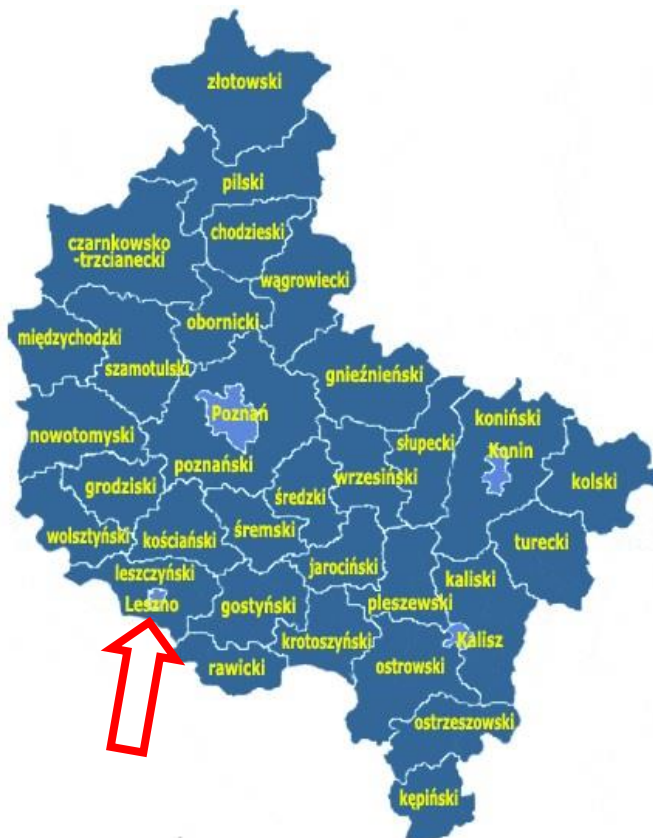 złotowski
pilski
chodzieski
czarnkowsko
-trzcianecki
wągrowiecki
obornicki
międzychodzki
szamotulski
gnieźnieński
Poznań
nowotomyski
koniński
słupecki
Konin
poznański
wrzesiński
kolski
grodziski
średzki
wolsztyński
kościański
śremski
turecki
leszczyński
jarociński
kaliski
Leszno
gostyński
pleszewski
krotoszyński
Kalisz
rawicki
ostrowski
ostrzeszowski
kępiński